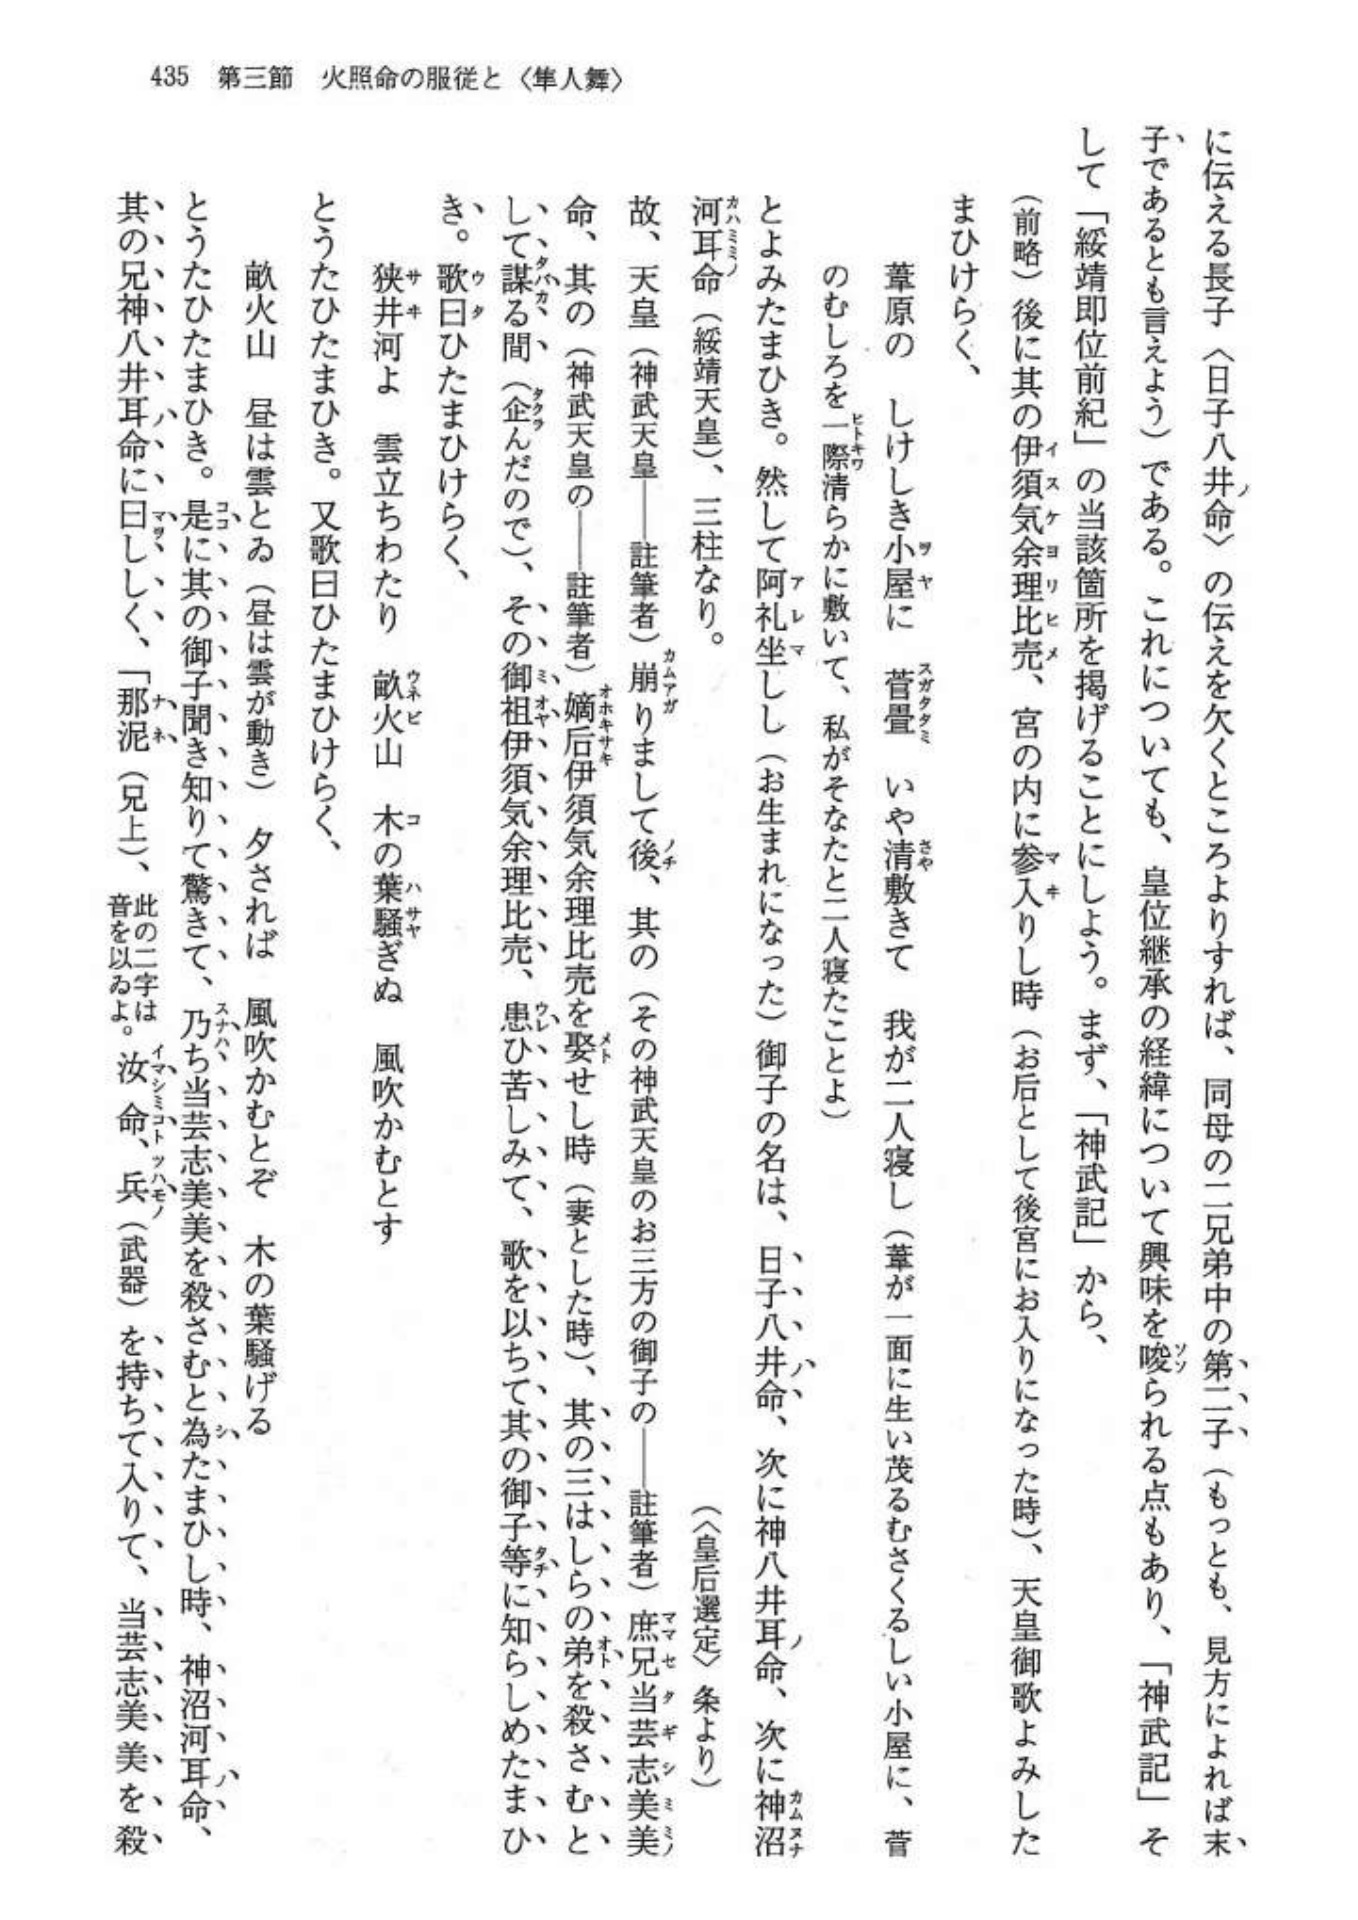 435　第三節　火照命の服従と〈隼人舞〉
に伝える長子〈日子八井ノ命〉の伝えを欠くところよりすれば、同母の二兄弟中の第二子（もっとも、見方によれば末
子であるとも言えよう）である。これについても、皇位継承の経緯について興味を唆られる点もあり、「神武記」そ
して「綏靖即位前紀」の当該箇所を掲げることにしよう。まず、「神武記」から、
（前略）後に其の伊須気余理比売、宮の内に参入りし時（お后として後宮にお入りになった時）、天皇御歌よみした
まひけらく、
葦原の　しけしき小屋に　菅畳　いや清敷きて　我が二人寝し（葦が一面に生い茂るむさくるしい小屋に、菅
のむしろを一際清らかに敷いて、私がそなたと二人寝たことよ）
とよみたまひき。然して阿礼坐しし（お生まれになった）御子の名は、日子八井ノ命、次に神八井耳ノ命、次に神沼
河耳ノ命（綏靖天皇）、三柱なり。
（〈皇后選定〉条より）
故、天皇（神武天皇――註筆者）崩りまして後、其の（その神武天皇のお三方の御子の――註筆者）庶兄当芸志美美ノ
命、其の（神武天皇の――註筆者）嫡后伊須気余理比売を娶せし時（妻とした時）、其の三はしらの弟を殺さむと
して謀る間（企んだので）、その御祖伊須気余理比売、患ひ苦しみて、歌を以ちて其の御子等に知らしめたまひ
き。歌曰ひたまひけらく、
狭井河よ　雲立ちわたり　畝火山　木の葉騒ぎぬ　風吹かむとす
とうたひたまひき。又歌曰ひたまひけらく、
畝火山　昼は雲とゐ（昼は雲が動き）　夕されば　風吹かむとぞ　木の葉騒げる
とうたひたまひき。是に其の御子聞き知りて驚きて、乃ち当芸志美美を殺さむと為たまひし時、神沼河耳ノ命、
其の兄神八井耳ノ命に曰しく、「那泥（兄上）、此の二字は音を以ゐよ。汝命、兵（武器）を持ちて入りて、当芸志美美を殺